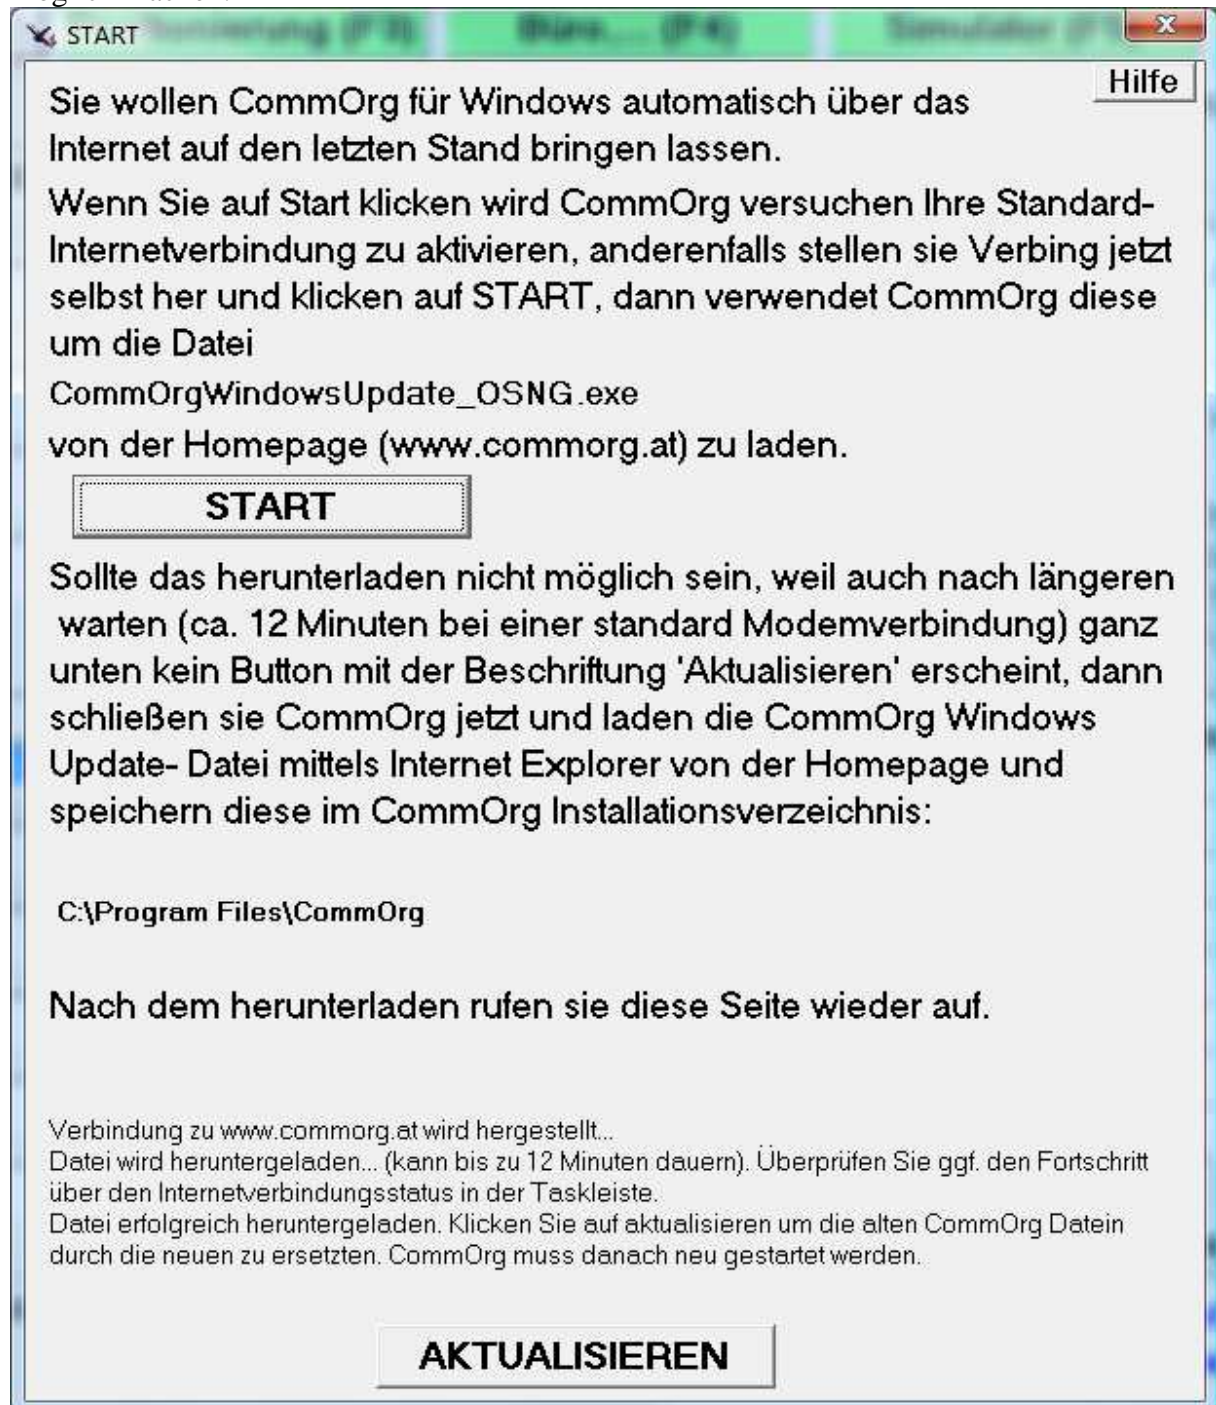 START
Büro.... (F4)
Simulator
Hilfe
Sie wollen CommOrg für Windows automatisch über das
Internet auf den letzten Stand bringen lassen.
Wenn Sie auf Start klicken wird CommOrg versuchen Ihre Standard-
Internetverbindung zu aktivieren, anderenfalls stellen sie Verbing jetzt
selbst her und klicken auf START, dann verwendet CommOrg diese
um die Datei
CommOrgWindowsUpdate_OSNG.exe
von der Homepage (www.commorg.at) zu laden.
START
Sollte das herunterladen nicht möglich sein, weil auch nach längeren
warten (ca. 12 Minuten bei einer standard Modemverbindung) ganz
unten kein Button mit der Beschriftung 'Aktualisieren' erscheint, dann
schließen sie CommOrg jetzt und laden die CommOrg Windows
Update- Datei mittels Internet Explorer von der Homepage und
speichern diese im CommOrg Installationsverzeichnis:
C:\Program Files\CommOrg
Nach dem herunterladen rufen sie diese Seite wieder auf.
Verbindung zu www.commorg.at wird hergestellt...
Datei wird heruntergeladen... (kann bis zu 12 Minuten dauern). Überprüfen Sie ggf. den Fortschritt
über den Internetverbindungsstatus in der Taskleiste.
Datei erfolgreich heruntergeladen. Klicken Sie auf aktualisieren um die alten CommOrg Datein
durch die neuen zu ersetzten. CommOrg muss danach neu gestartet werden.
AKTUALISIEREN